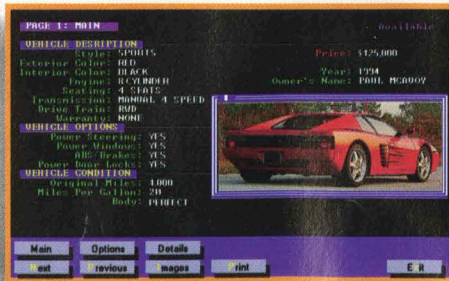 PAGE 1: MAIN
Available
VEHICLE DESRIPTION
Style: SPORTS
Exterior Color: RED
Interior Color: BLACK
Engine: 8 CYLINDER
Seating: 4 SEATS
Transmission: MANUAL 4 SPEED
Drive Train: RWD
Warranty: NONE
Price: $125,000
Year: 1994
Owner's Name: PAUL MCAVOY
VEHICLE OPTIONS
Power Steering: YES
Power Windows: YES
ABS/Brakes: YES
Power Door Locks: YES
VEHICLE CONDITION
Original Miles: 4,000
Miles Per Gallon: 20
Body: PERFECT
Main Options Details
Next Previous Images Print Exit